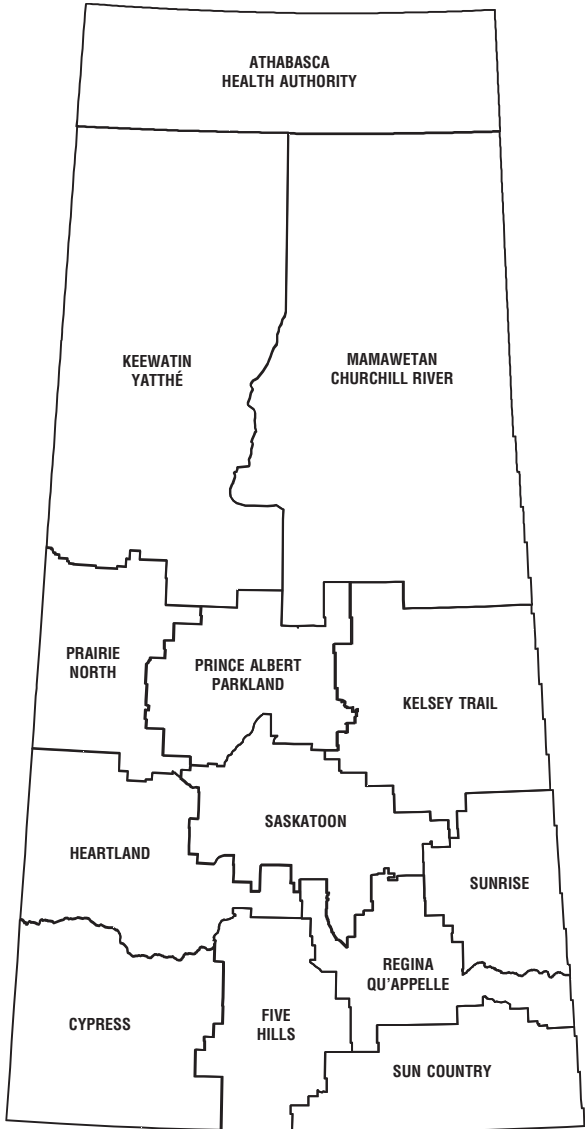 ATHABASCA
HEALTH AUTHORITY
KEEWATIN
YATTHÉ
MAMAWETAN
CHURCHILL RIVER
PRAIRIE
NORTH
PRINCE ALBERT
PARKLAND
KELSEY TRAIL
SASKATOON
HEARTLAND
SUNRISE
REGINA
QU'APPELLE
CYPRESS
FIVE
HILLS
SUN COUNTRY